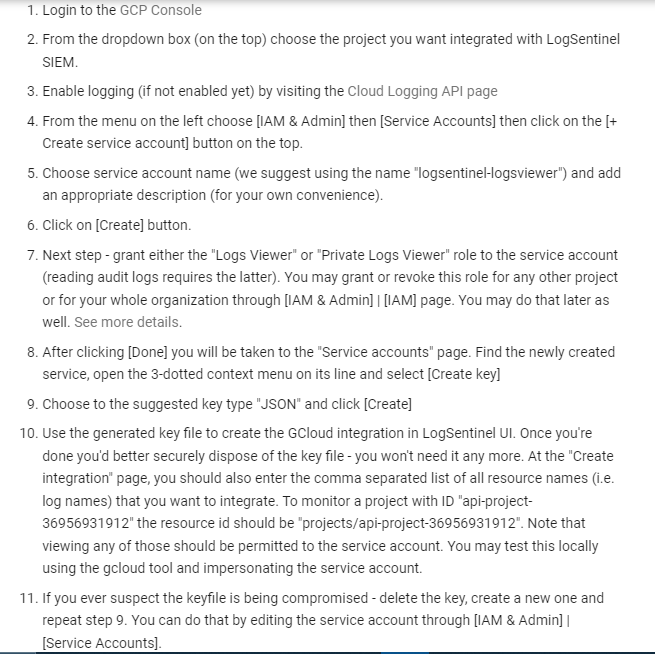 1. Login to the GCP Console
2. From the dropdown box (on the top) choose the project you want integrated with LogSentinel
SIEM.
3. Enable logging (if not enabled yet) by visiting the Cloud Logging API page
4. From the menu on the left choose [IAM & Admin] then [Service Accounts] then click on the [+
Create service account] button on the top.
5. Choose service account name (we suggest using the name "logsentinel-logsviewer") and add
an appropriate description (for your own convenience).
6. Click on [Create] button.
7. Next step - grant either the "Logs Viewer" or "Private Logs Viewer" role to the service account
(reading audit logs requires the latter). You may grant or revoke this role for any other project
or for your whole organization through [IAM & Admin] | [IAM] page. You may do that later as
well. See more details.
8. After clicking [Done] you will be taken to the "Service accounts" page. Find the newly created
service, open the 3-dotted context menu on its line and select [Create key]
9. Choose to the suggested key type "JSON" and click [Create]
10. Use the generated key file to create the GCloud integration in LogSentinel UI. Once you're
done you'd better securely dispose of the key file - you won't need it any more. At the "Create
integration" page, you should also enter the comma separated list of all resource names (i.e.
log names) that you want to integrate. To monitor a project with ID "api-project-
36956931912" the resource id should be "projects/api-project-36956931912". Note that
viewing any of those should be permitted to the service account. You may test this locally
using the gcloud tool and impersonating the service account.
11. If you ever suspect the keyfile is being compromised - delete the key, create a new one and
repeat step 9. You can do that by editing the service account through [IAM & Admin] |
[Service Accounts].